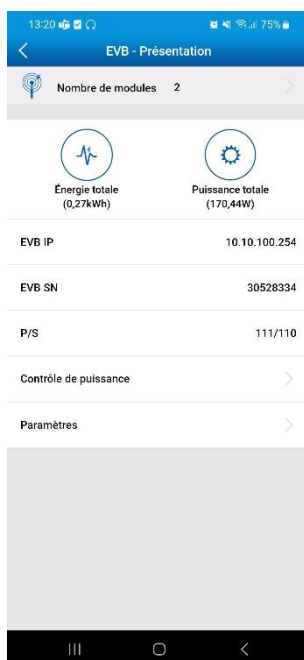 13:20 75%
EVB - Présentation
Nombre de modules 2
Énergie totale
(0,27kWh)
Puissance totale
(170,44W)
EVB IP 10.10.100.254
EVB SN 30528334
P/S 111/110
Contrôle de puissance
Paramètres